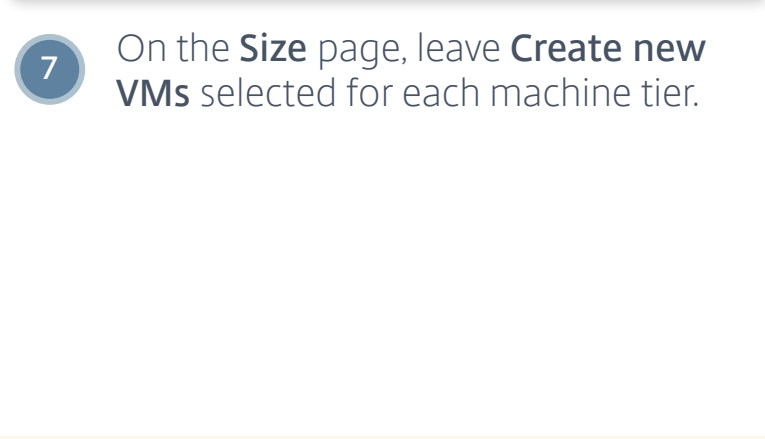 7
On the Size page, leave Create new
VMs selected for each machine tier.